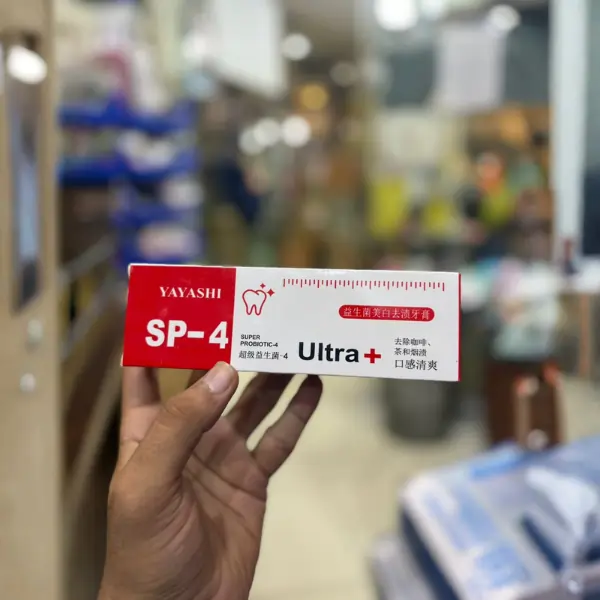 YAYASHI
SP-4
SUPER
PROBIOTIC-4
超级益生菌-4
Ultra+
益生菌美白去渍牙膏
去除咖啡、
茶和烟渍
口感清爽